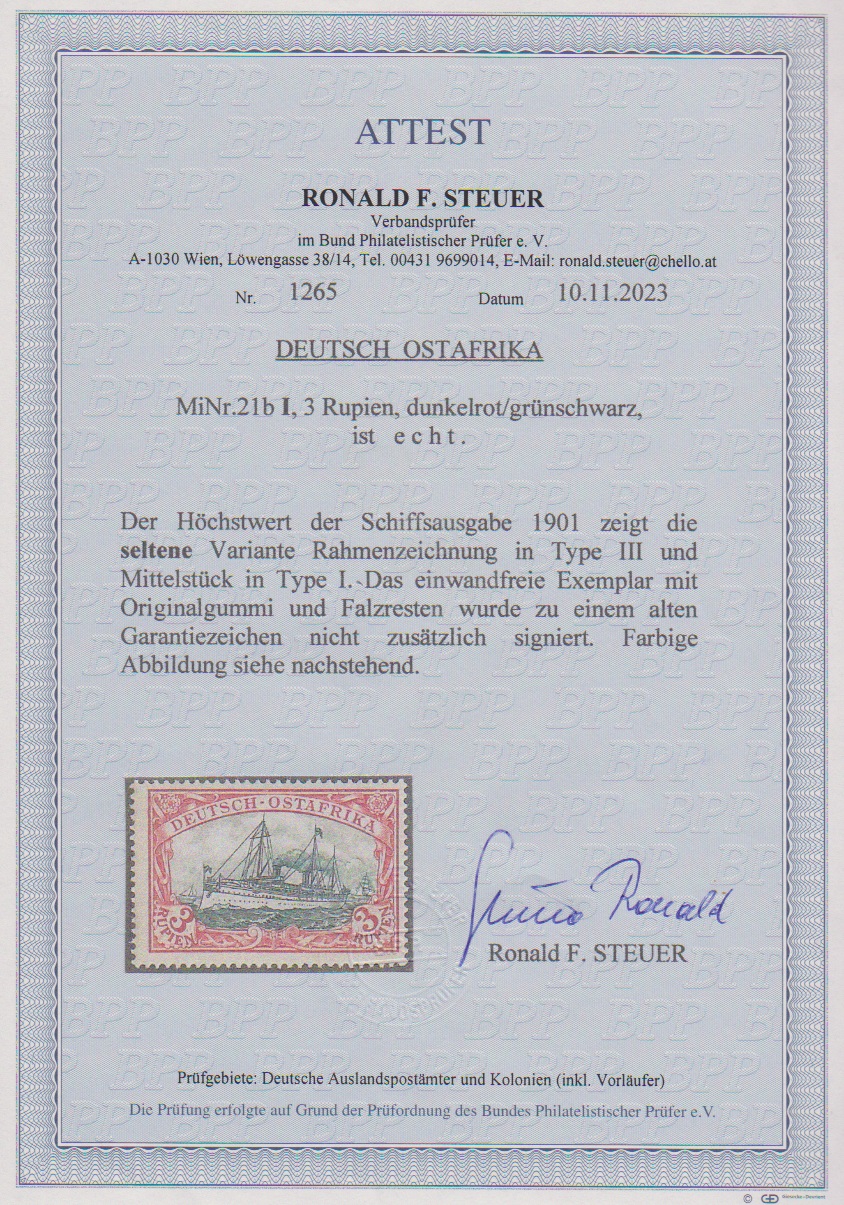 ATTEST
RONALD F. STEUER
Verbandsprüfer
im Bund Philatelistischer Prüfer e. V.
A-1030 Wien, Löwengasse 38/14, Tel. 00431 9699014, E-Mail: ronald.steuer@chello.at
Nr. 1265 Datum 10.11.2023
DEUTSCH OSTAFRIKA
MiNr.21b I, 3 Rupien, dunkelrot/grünschwarz,
ist e c h t .
Der Höchstwert der Schiffsausgabe 1901 zeigt die
seltene Variante Rahmenzeichnung in Type III und
Mittelstück in Type I. Das einwandfreie Exemplar mit
Originalgummi und Falzresten wurde zu einem alten
Garantiezeichen nicht zusätzlich signiert. Farbige
Abbildung siehe nachstehend.
DEUTSCH-OSTAFRIKA
3 RUPIEN 3 RUPIEN
Ronald F. STEUER
Prüfgebiete: Deutsche Auslandspostämter und Kolonien (inkl. Vorläufer)
Die Prüfung erfolgte auf Grund der Prüfordnung des Bundes Philatelistischer Prüfer e.V.